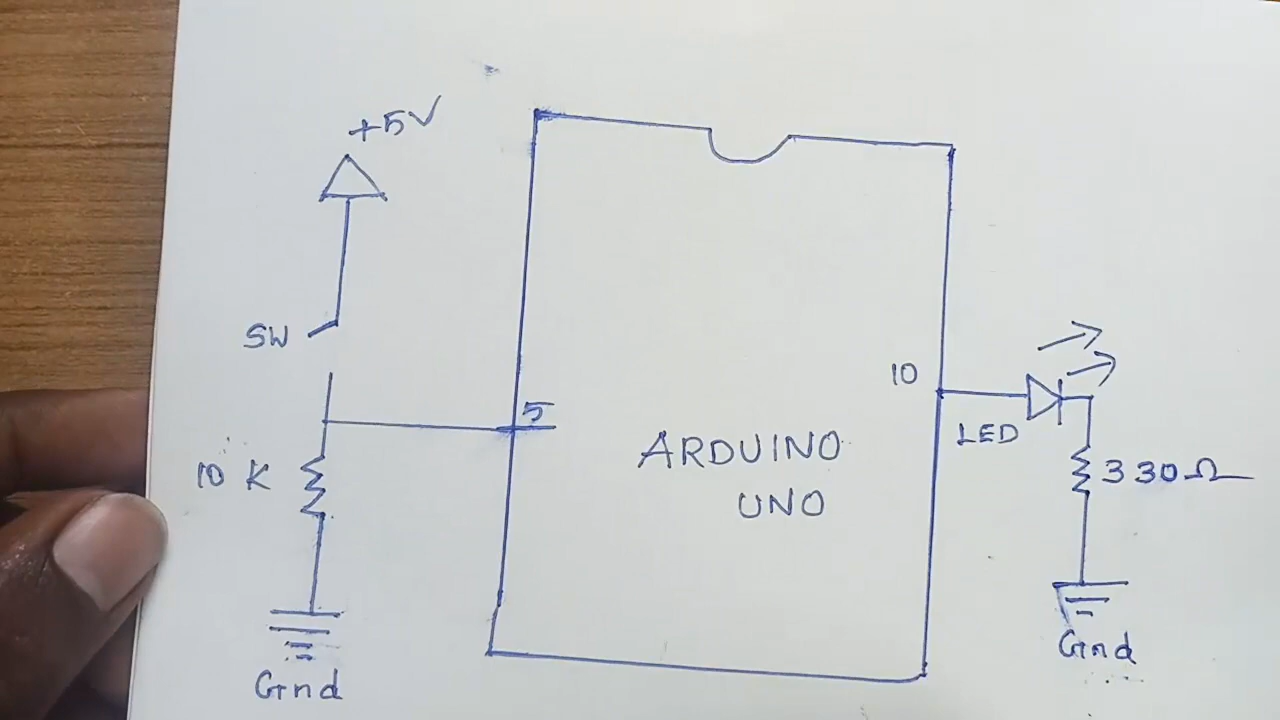 +5V
SW
5
10
LED
ARDUINO
UNO
10 K
330Ω
Gnd
Gnd